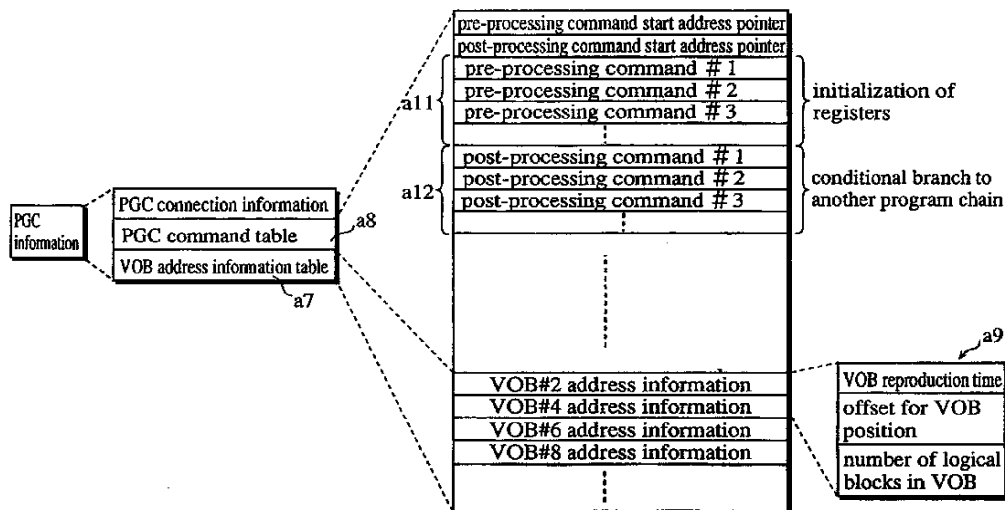 PGC
information
PGC connection information
PGC command table
VOB address information table
a8
a7
pre-processing command start address pointer
post-processing command start address pointer
pre-processing command #1
pre-processing command #2
pre-processing command #3
a11
initialization of
registers
post-processing command #1
post-processing command #2
post-processing command #3
a12
conditional branch to
another program chain
VOB#2 address information
VOB#4 address information
VOB#6 address information
VOB#8 address information
a9
VOB reproduction time
offset for VOB
position
number of logical
blocks in VOB